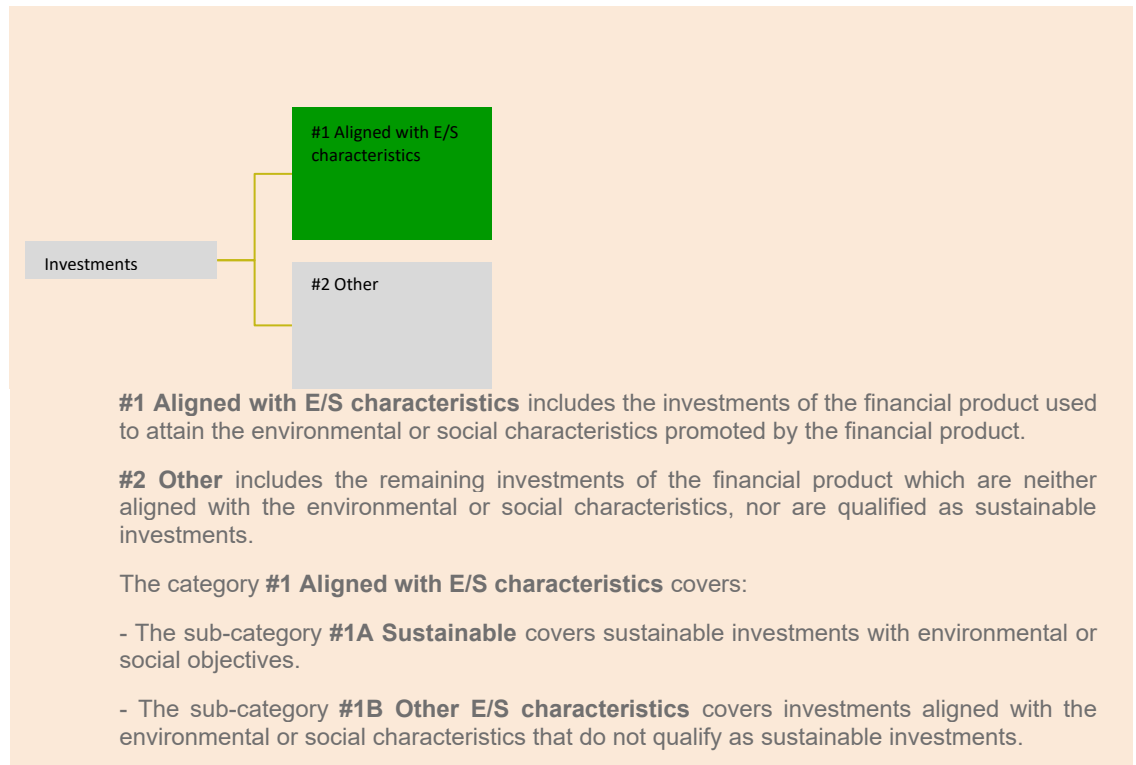 #1 Aligned with E/S
characteristics
Investments
#2 Other
#1 Aligned with E/S characteristics includes the investments of the financial product used
to attain the environmental or social characteristics promoted by the financial product.
#2 Other includes the remaining investments of the financial product which are neither
aligned with the environmental or social characteristics, nor are qualified as sustainable
investments.
The category #1 Aligned with E/S characteristics covers:
- The sub-category #1A Sustainable covers sustainable investments with environmental or
social objectives.
- The sub-category #1B Other E/S characteristics covers investments aligned with the
environmental or social characteristics that do not qualify as sustainable investments.